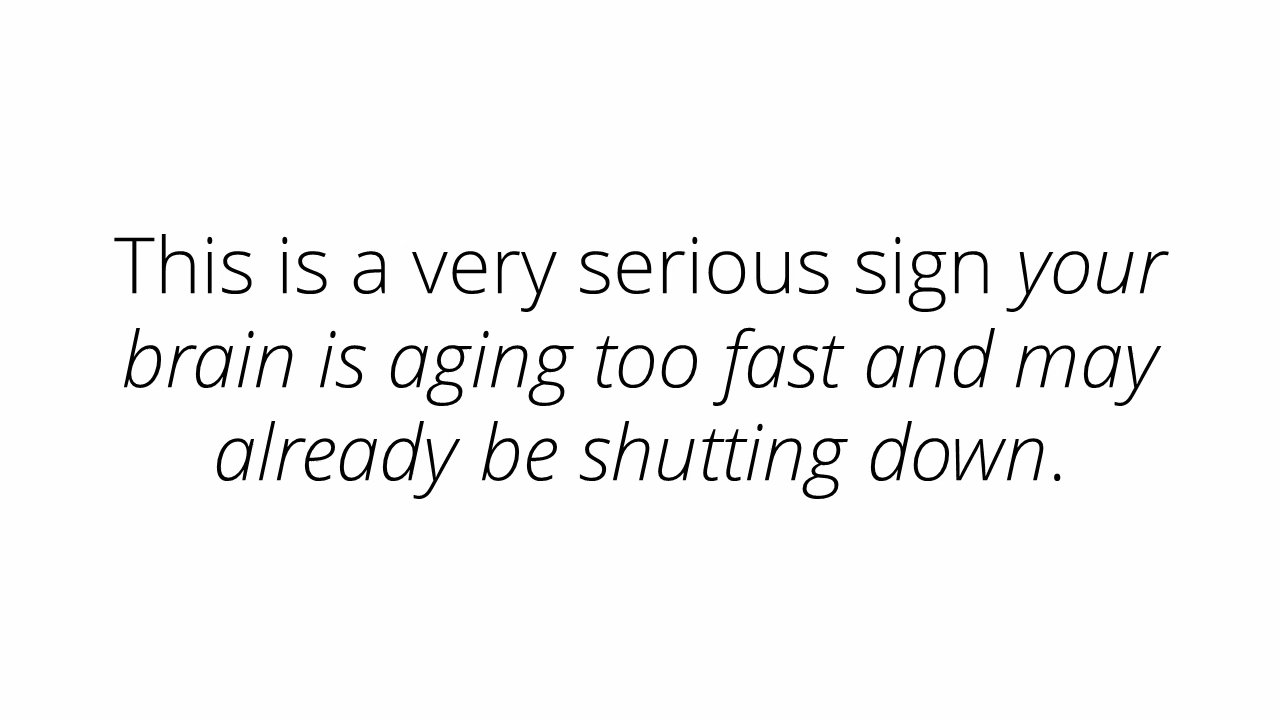 This is a very serious sign your
brain is aging too fast and may
already be shutting down.